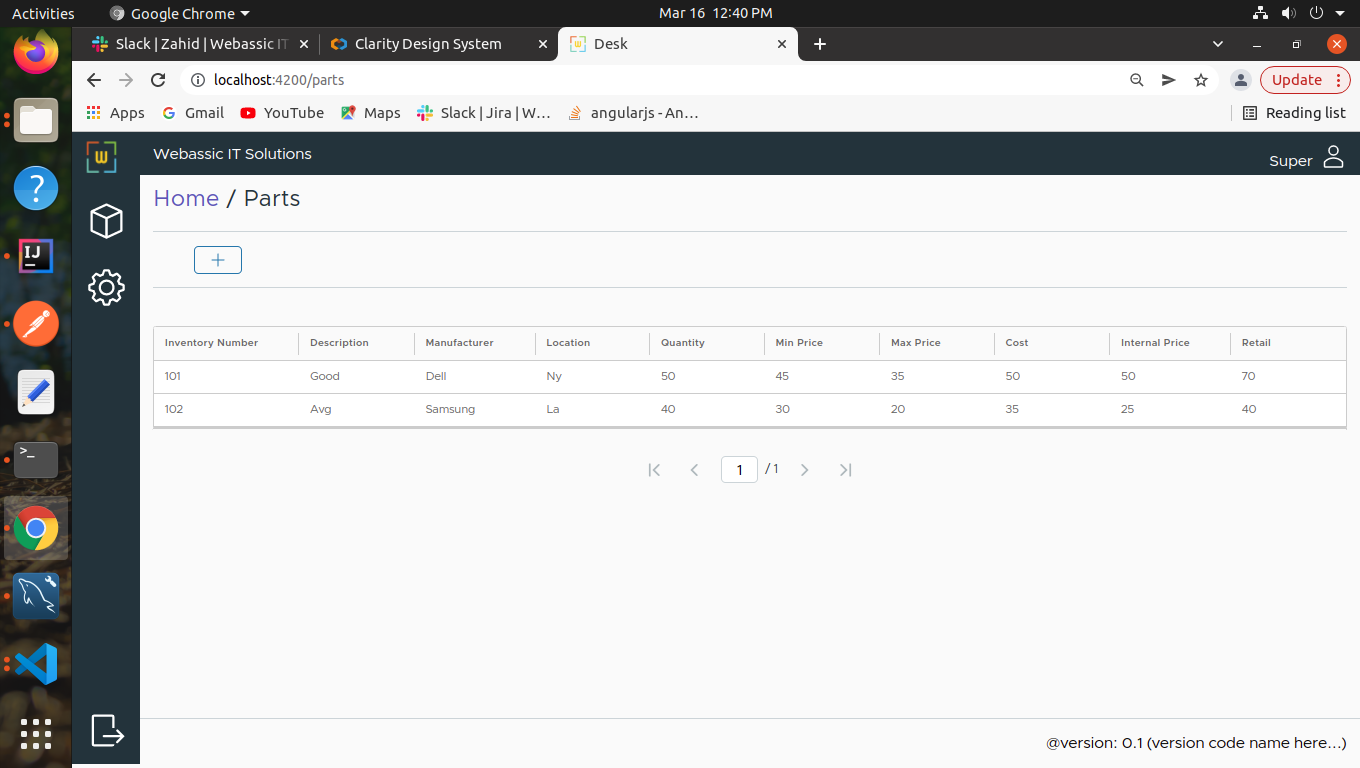 Activities Google Chrome Mar 16 12:40 PM
Slack | Zahid | Webassic IT Clarity Design System Desk
localhost:4200/parts Update
Apps Gmail YouTube Maps Slack | Jira | W... angularjs - An... Reading list
W Webassic IT Solutions Super
Home / Parts
Inventory Number Description Manufacturer Location Quantity Min Price Max Price Cost Internal Price Retail
101 Good Dell Ny 50 45 35 50 50 70
102 Avg Samsung La 40 30 20 35 25 40
1 / 1
@version: 0.1 (version code name here...)
?
IJ
>_